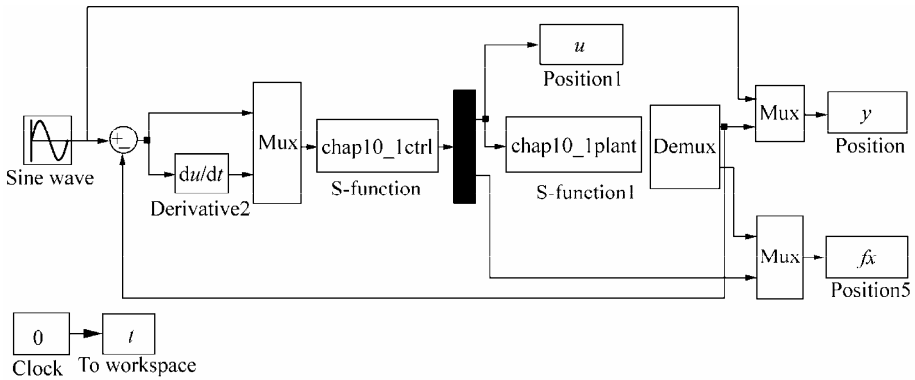 u
Position1
Mux
y
Position
Sine wave
+
−
du/dt
Derivative2
Mux
chap10_1ctrl
S-function
chap10_1plant
S-function1
Demux
Mux
fx
Position5
0
Clock
t
To workspace